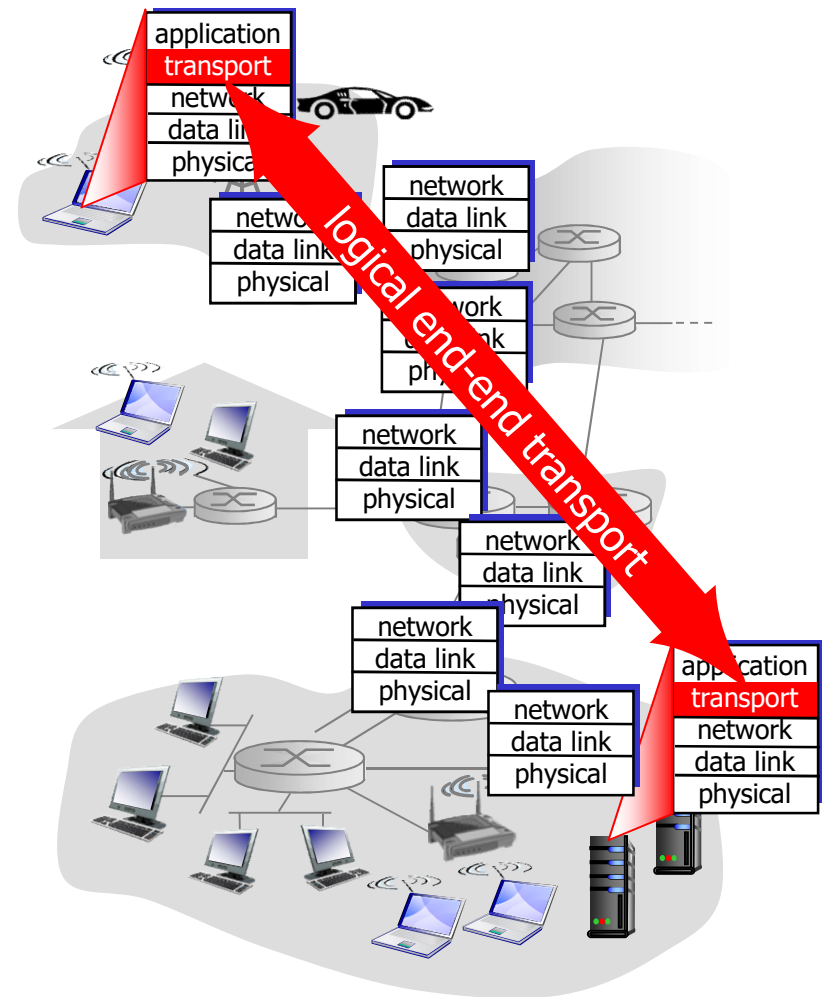 application
transport
network
data link
physical
network
data link
physical
network
data link
physical
logical end-end transport
network
data link
physical
network
data link
physical
network
data link
physical
application
transport
network
data link
physical
network
data link
physical